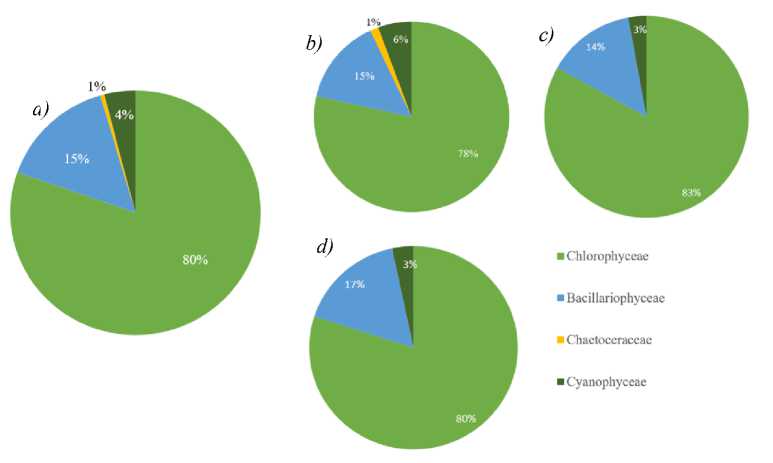 a)
1%
4%
15%
80%
b)
1%
6%
15%
78%
c)
14%
3%
83%
d)
17%
3%
80%
Chlorophyceae
Bacillariophyceae
Chaetoceraceae
Cyanophyceae